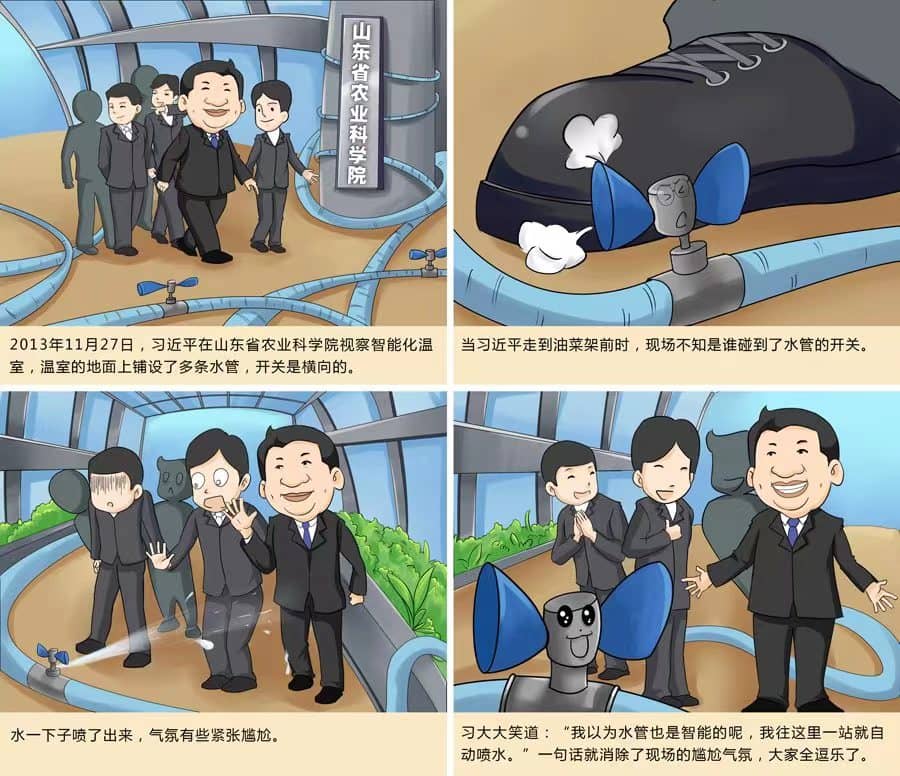 山东省农业科学院
2013年11月27日，习近平在山东省农业科学院视察智能化温
室，温室的地面上铺设了多条水管，开关是横向的。
当习近平走到油菜架前时，现场不知是谁碰到了水管的开关。
水一下子喷了出来，气氛有些紧张尴尬。
习大大笑道：“我以为水管也是智能的呢，我往这里一站就自
动喷水。”一句话就消除了现场的尴尬气氛，大家全逗乐了。